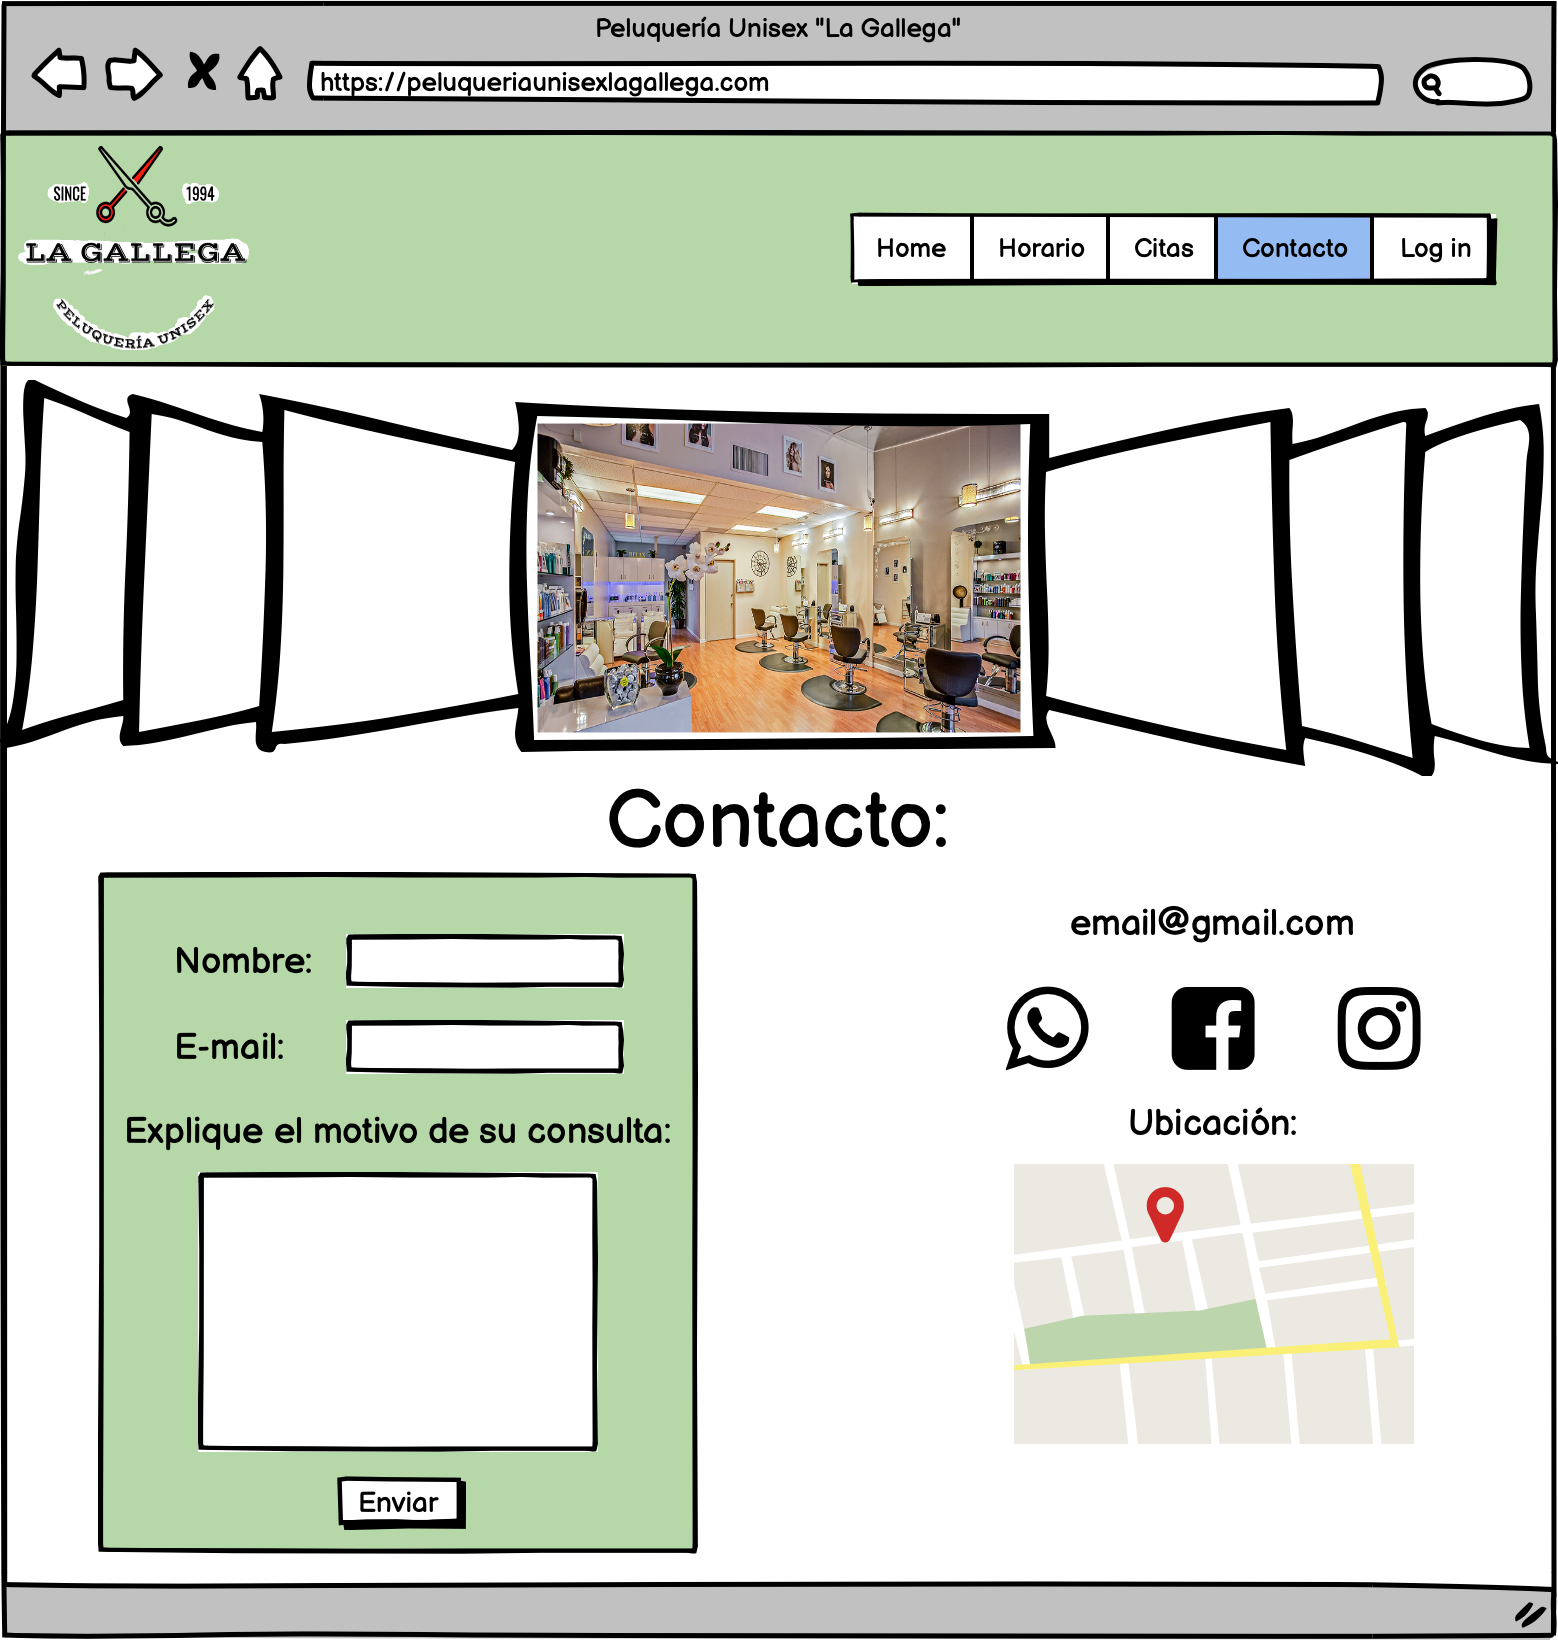 Peluquería Unisex "La Gallega"
https://peluqueriaunisexlagallega.com
SINCE 1994
LA GALLEGA
PELUQUERÍA UNISEX
Home Horario Citas Contacto Log in
Contacto:
Nombre:
E-mail:
Explique el motivo de su consulta:
Enviar
email@gmail.com
Ubicación: